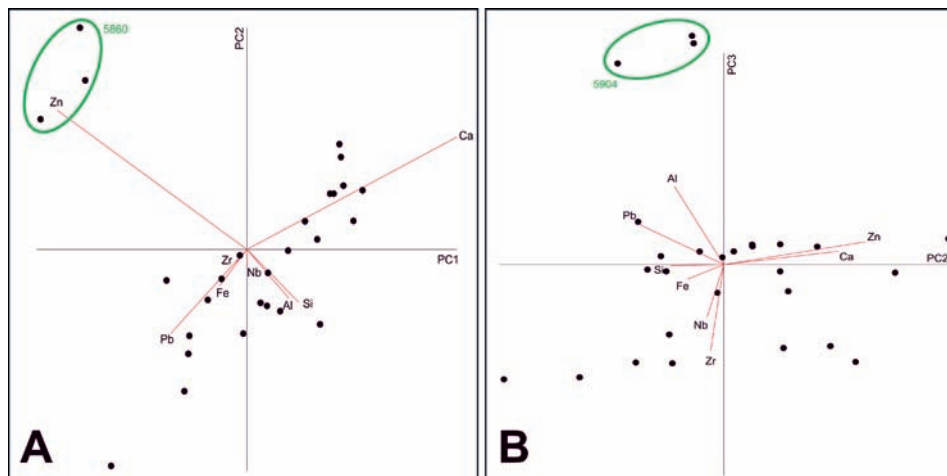 5860
PC2
Zn
Ca
PC1
Zr
Nb
Fe
Al
Si
Pb
A
5904
PC3
Al
Pb
Zn
Ca
PC2
Si
Fe
Nb
Zr
B